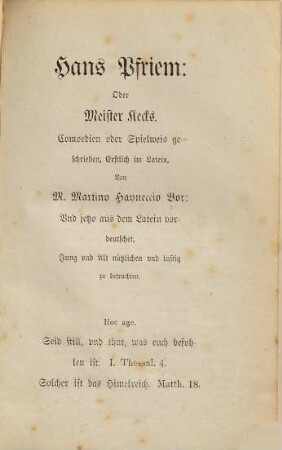 Hans Pfriem:
Oder
Meister Kecks.
Comoedien oder Spielweis ge-
schrieben, Erstlich im Latein,
Von
M. Martino Hayneccio Bor:
Vnd jetzo aus dem Latein vor-
deutschet,
Jung vnd Alt nützlichen vnd lustig
zu betrachten.
Hoc age.
Seid still, vnd thut, was euch befoh-
len ist. 1. Thessal. 4.
Solcher ist das Himelreich. Matth. 18.